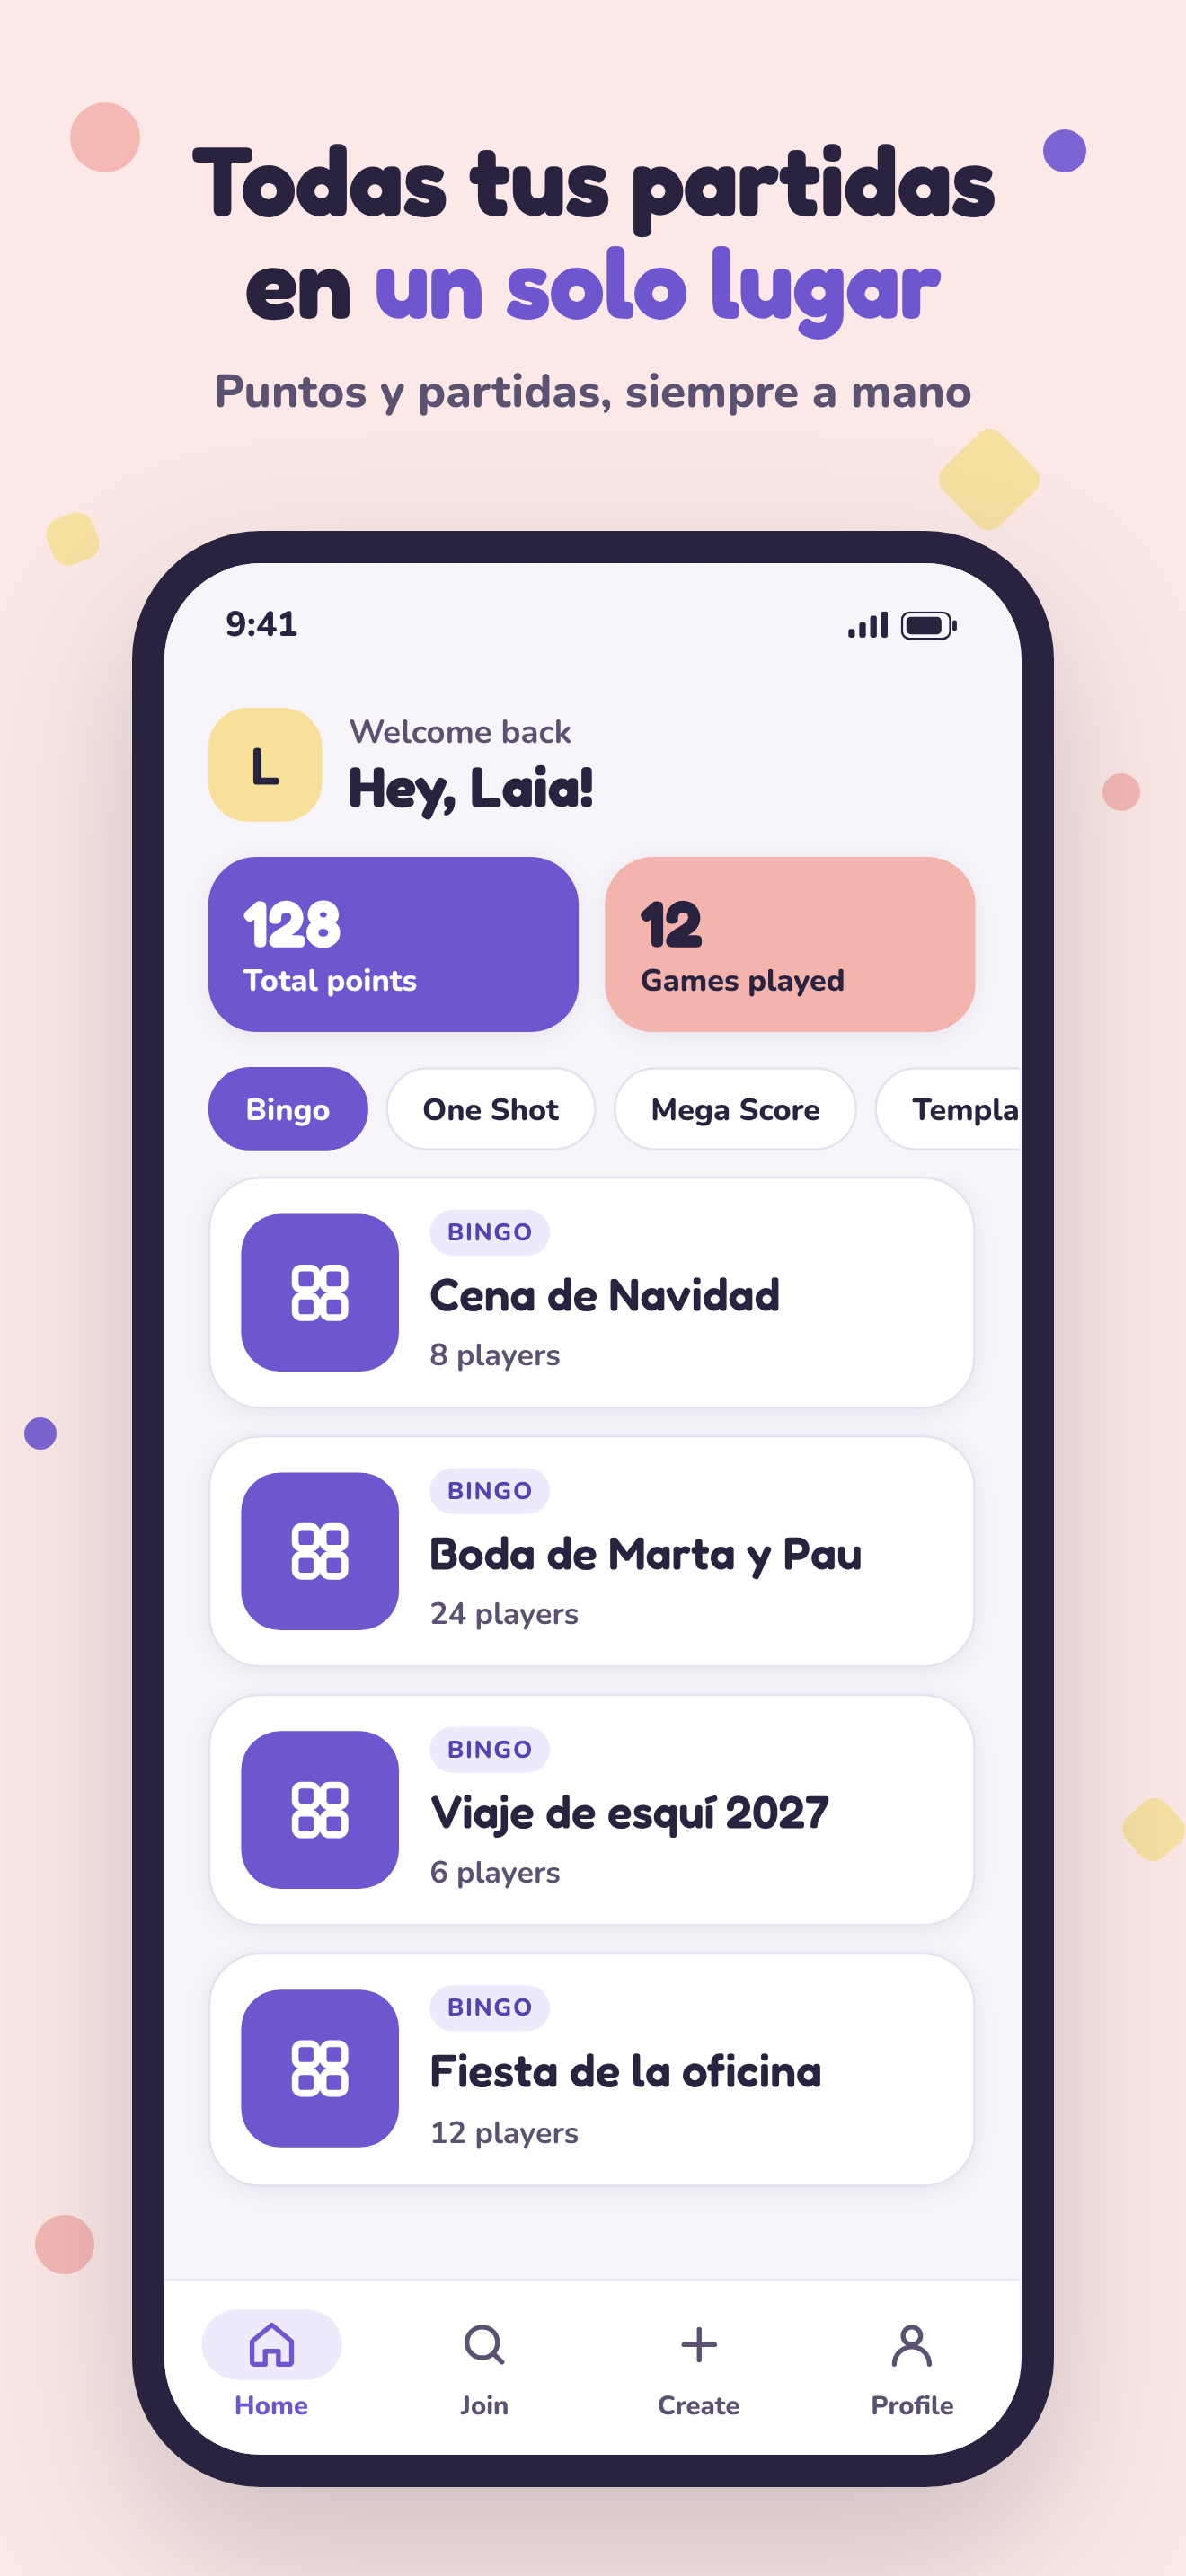 Todas tus partidas
en un solo lugar
Puntos y partidas, siempre a mano
9:41
L
Welcome back
Hey, Laia!
128
Total points
12
Games played
Bingo
One Shot
Mega Score
Templa
BINGO
Cena de Navidad
8 players
BINGO
Boda de Marta y Pau
24 players
BINGO
Viaje de esquí 2027
6 players
BINGO
Fiesta de la oficina
12 players
Home
Join
Create
Profile